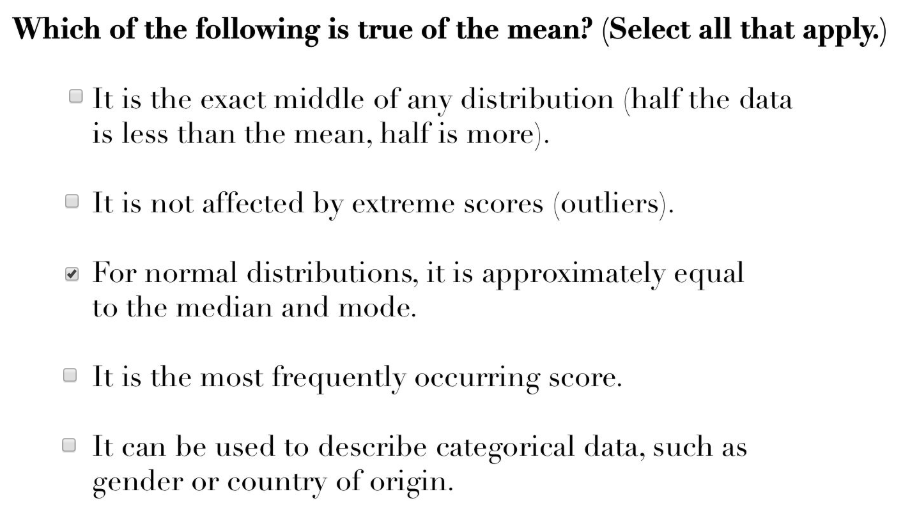 Which of the following is true of the mean? (Select all that apply.)
It is the exact middle of any distribution (half the data
is less than the mean, half is more).
It is not affected by extreme scores (outliers).
For normal distributions, it is approximately equal
to the median and mode.
It is the most frequently occurring score.
It can be used to describe categorical data, such as
gender or country of origin.